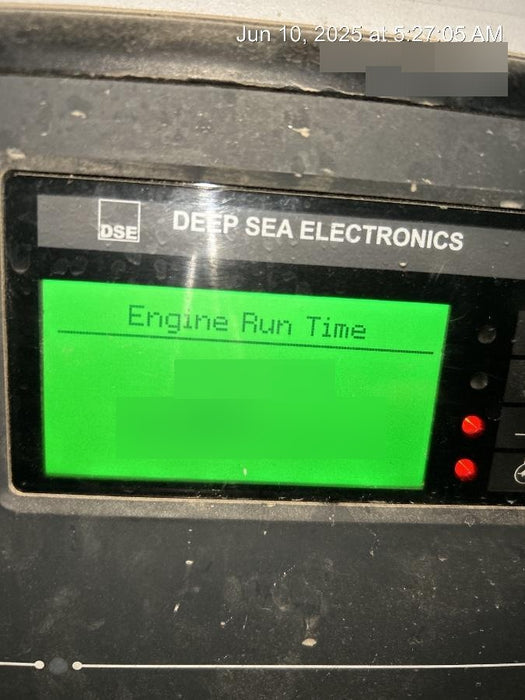 Jun 10, 2025 at 5:27:05 AM
DSE
DEEP SEA ELECTRONICS
Engine Run Time